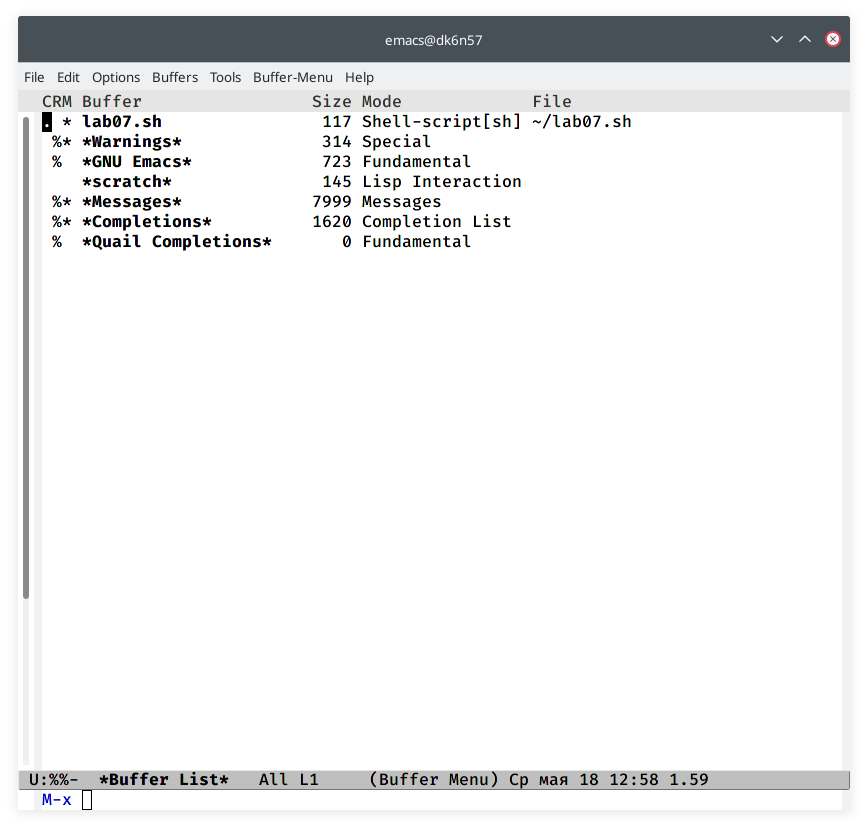 emacs@dk6n57
File Edit Options Buffers Tools Buffer-Menu Help
CRM Buffer Size Mode File
. * lab07.sh 117 Shell-script[sh] ~/lab07.sh
%* *Warnings* 314 Special
% *GNU Emacs* 723 Fundamental
*scratch* 145 Lisp Interaction
%* *Messages* 7999 Messages
%* *Completions* 1620 Completion List
% *Quail Completions* 0 Fundamental
U:%%- *Buffer List* All L1 (Buffer Menu) Ср мая 18 12:58 1.59
M-x